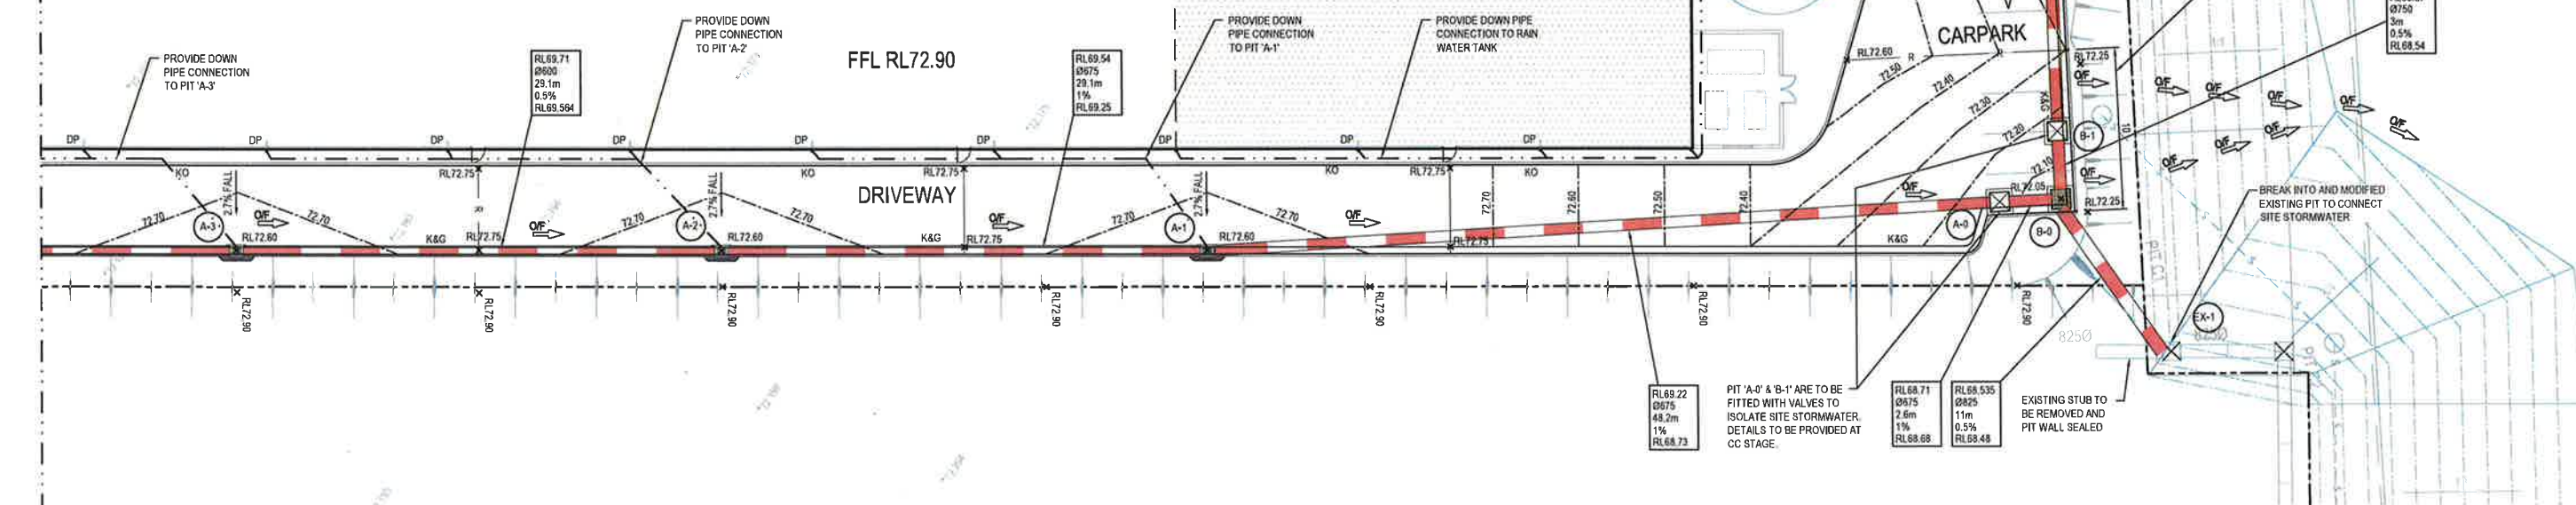 PROVIDE DOWN
PIPE CONNECTION
TO PIT 'A-3'
PROVIDE DOWN
PIPE CONNECTION
TO PIT 'A-2'
PROVIDE DOWN
PIPE CONNECTION
TO PIT 'A-1'
PROVIDE DOWN PIPE
CONNECTION TO RAIN
WATER TANK
RL69.71
Ø600
29.1m
0.5%
RL69.564
FFL RL72.90
RL69.54
Ø675
29.1m
1%
RL69.25
CARPARK
RL72.60
R
72.50
72.40
72.30
72.20
72.10
RL72.05
RL72.25
O/F
K&G
B-1
10
O/F
RL72.25
Ø750
3m
0.5%
RL68.54
O/F
O/F
O/F
O/F
O/F
O/F
O/F
O/F
DP
DP
DP
DP
DP
DP
DP
DP
DP
KO
RL72.75
KO
RL72.75
KO
RL72.75
KO
DRIVEWAY
72.70
2.7% FALL
72.70
A-3
O/F
RL72.60
K&G
RL72.75
R
O/F
72.70
2.7% FALL
72.70
A-2
RL72.60
K&G
RL72.75
O/F
72.70
2.7% FALL
72.70
A-1
RL72.60
O/F
RL72.75
72.70
72.60
72.50
72.40
O/F
K&G
A-0
B-0
RL72.90
RL72.90
RL72.90
RL72.90
RL72.90
RL72.90
RL72.90
BREAK INTO AND MODIFIED
EXISTING PIT TO CONNECT
SITE STORMWATER
EX-1
825Ø
825Ø
RL69.22
Ø675
48.2m
1%
RL68.73
PIT 'A-0' & 'B-1' ARE TO BE
FITTED WITH VALVES TO
ISOLATE SITE STORMWATER.
DETAILS TO BE PROVIDED AT
CC STAGE.
RL68.71
Ø675
2.6m
1%
RL68.68
RL68.535
Ø825
11m
0.5%
RL68.48
EXISTING STUB TO
BE REMOVED AND
PIT WALL SEALED